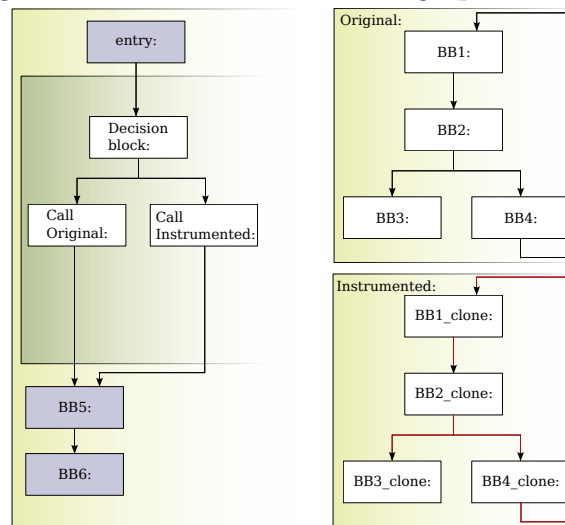 entry:
Decision
block:
Call
Original:
Call
Instrumented:
BB5:
BB6:
Original:
BB1:
BB2:
BB3:
BB4:
Instrumented:
BB1_clone:
BB2_clone:
BB3_clone:
BB4_clone: